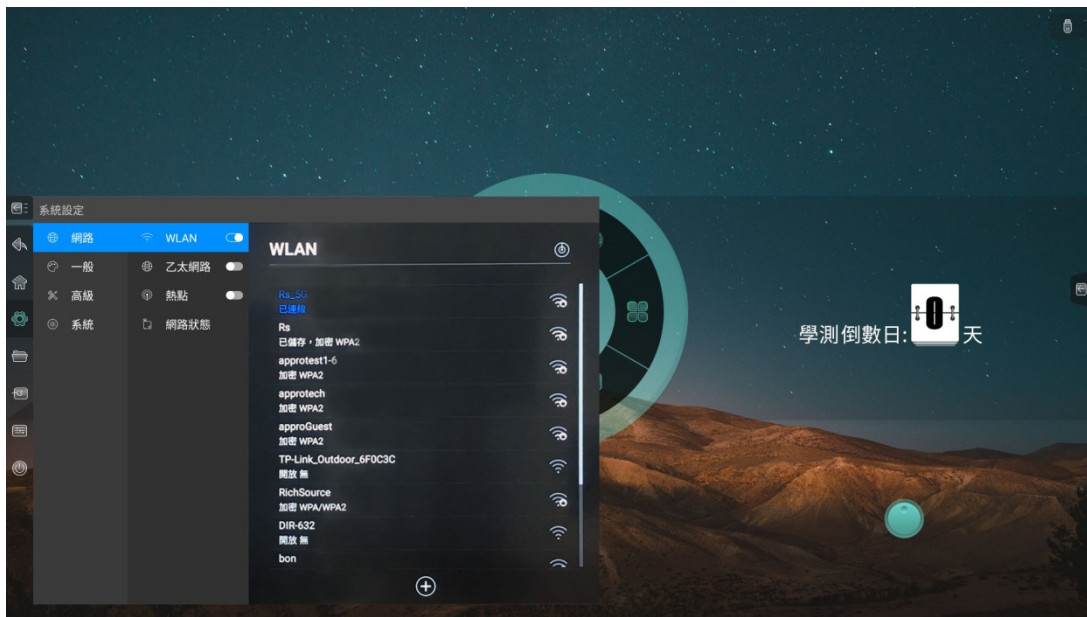 系統設定
網路
一般
高級
系統
WLAN
乙太網路
熱點
網路狀態
WLAN
Rs_5G
已連線
Rs
已儲存，加密 WPA2
approtest1-6
加密 WPA2
approtech
加密 WPA2
approGuest
加密 WPA2
TP-Link_Outdoor_6F0C3C
開放 無
RichSource
加密 WPA/WPA2
DIR-632
開放 無
bon
學測倒數日: 0 天